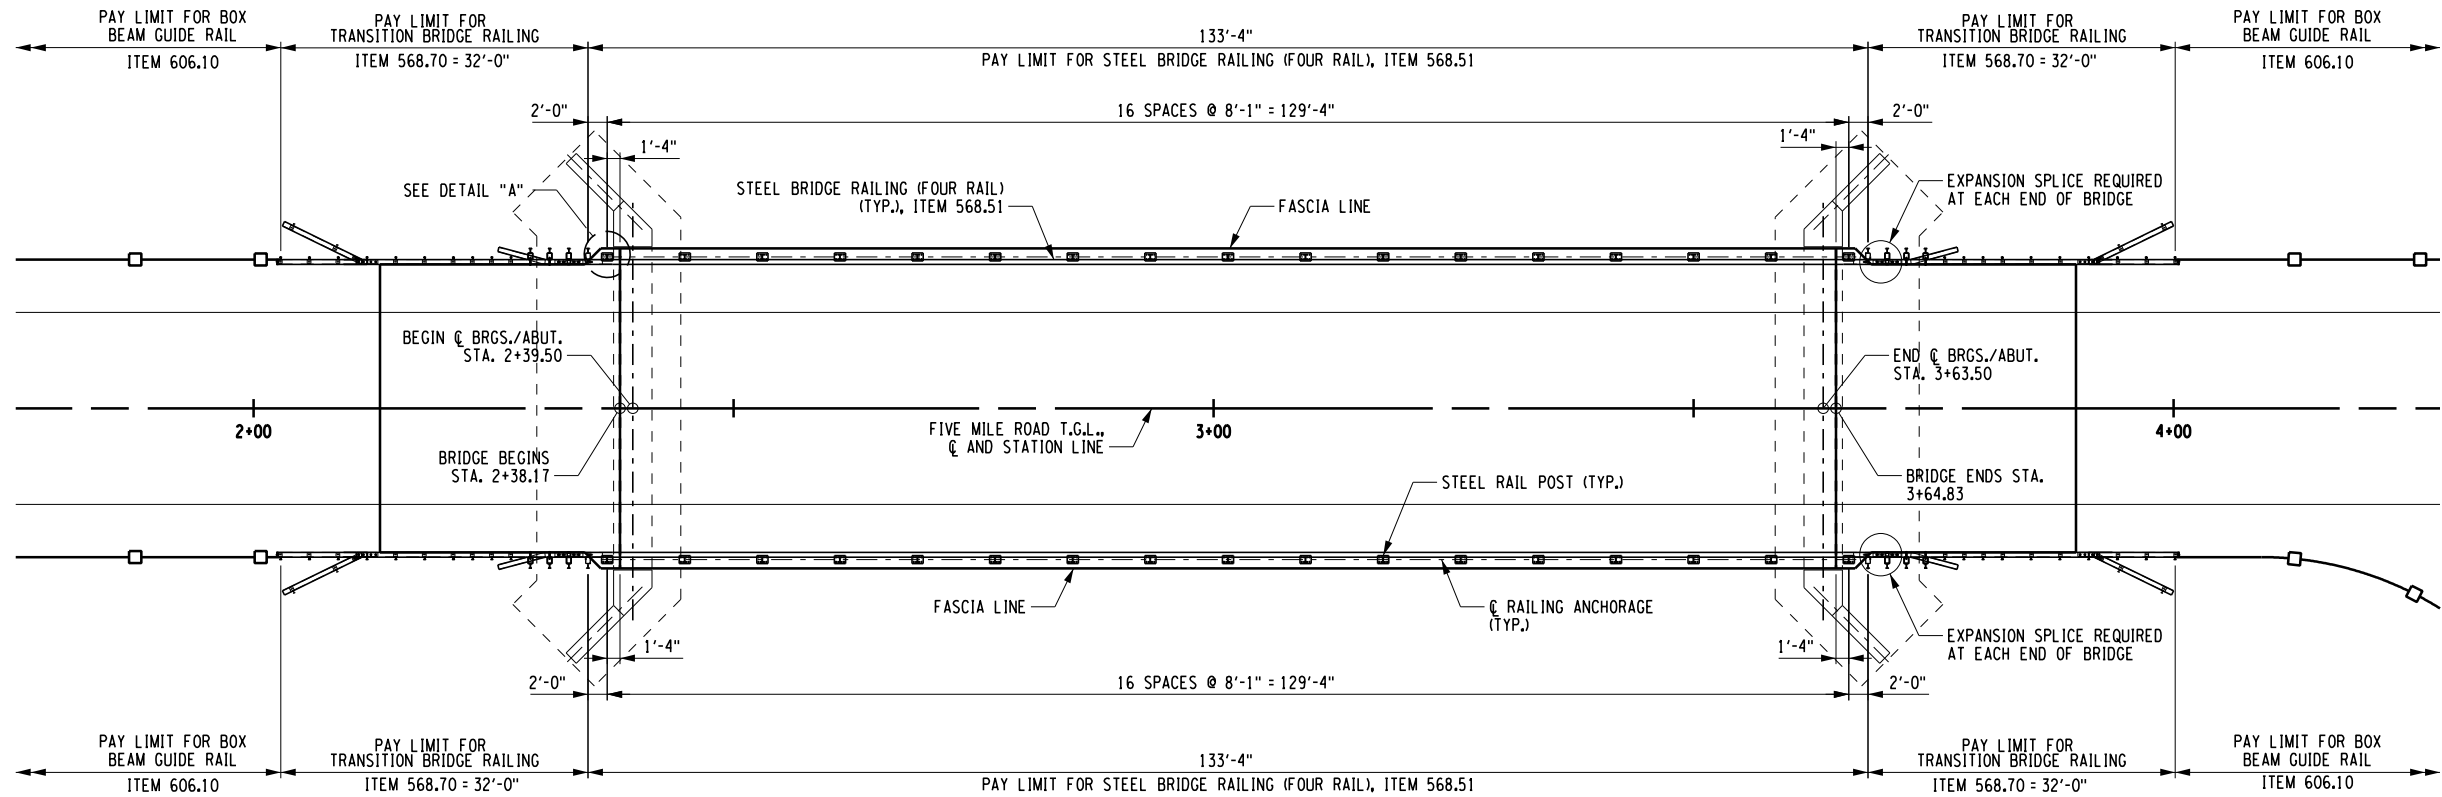 PAY LIMIT FOR BOX
BEAM GUIDE RAIL
ITEM 606.10
PAY LIMIT FOR
TRANSITION BRIDGE RAILING
ITEM 568.70 = 32'-0"
133'-4"
PAY LIMIT FOR STEEL BRIDGE RAILING (FOUR RAIL), ITEM 568.51
PAY LIMIT FOR
TRANSITION BRIDGE RAILING
ITEM 568.70 = 32'-0"
PAY LIMIT FOR BOX
BEAM GUIDE RAIL
ITEM 606.10
2'-0"
16 SPACES @ 8'-1" = 129'-4"
2'-0"
1'-4"
1'-4"
SEE DETAIL "A"
STEEL BRIDGE RAILING (FOUR RAIL)
(TYP.), ITEM 568.51
FASCIA LINE
EXPANSION SPLICE REQUIRED
AT EACH END OF BRIDGE
BEGIN ℄ BRGS./ABUT.
STA. 2+39.50
END ℄ BRGS./ABUT.
STA. 3+63.50
2+00
FIVE MILE ROAD T.G.L.,
℄ AND STATION LINE
3+00
4+00
BRIDGE BEGINS
STA. 2+38.17
STEEL RAIL POST (TYP.)
BRIDGE ENDS STA.
3+64.83
FASCIA LINE
℄ RAILING ANCHORAGE
(TYP.)
EXPANSION SPLICE REQUIRED
AT EACH END OF BRIDGE
1'-4"
1'-4"
2'-0"
16 SPACES @ 8'-1" = 129'-4"
2'-0"
PAY LIMIT FOR BOX
BEAM GUIDE RAIL
ITEM 606.10
PAY LIMIT FOR
TRANSITION BRIDGE RAILING
ITEM 568.70 = 32'-0"
133'-4"
PAY LIMIT FOR STEEL BRIDGE RAILING (FOUR RAIL), ITEM 568.51
PAY LIMIT FOR
TRANSITION BRIDGE RAILING
ITEM 568.70 = 32'-0"
PAY LIMIT FOR BOX
BEAM GUIDE RAIL
ITEM 606.10